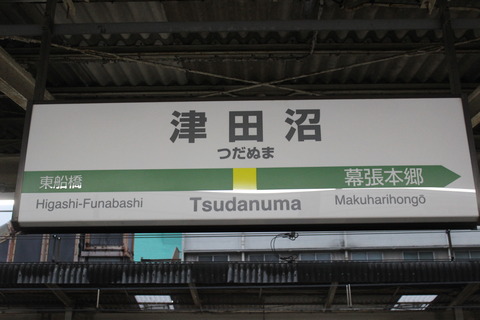 津田沼
つだぬま
東船橋 幕張本郷
Higashi-Funabashi Tsudanuma Makuharihongō